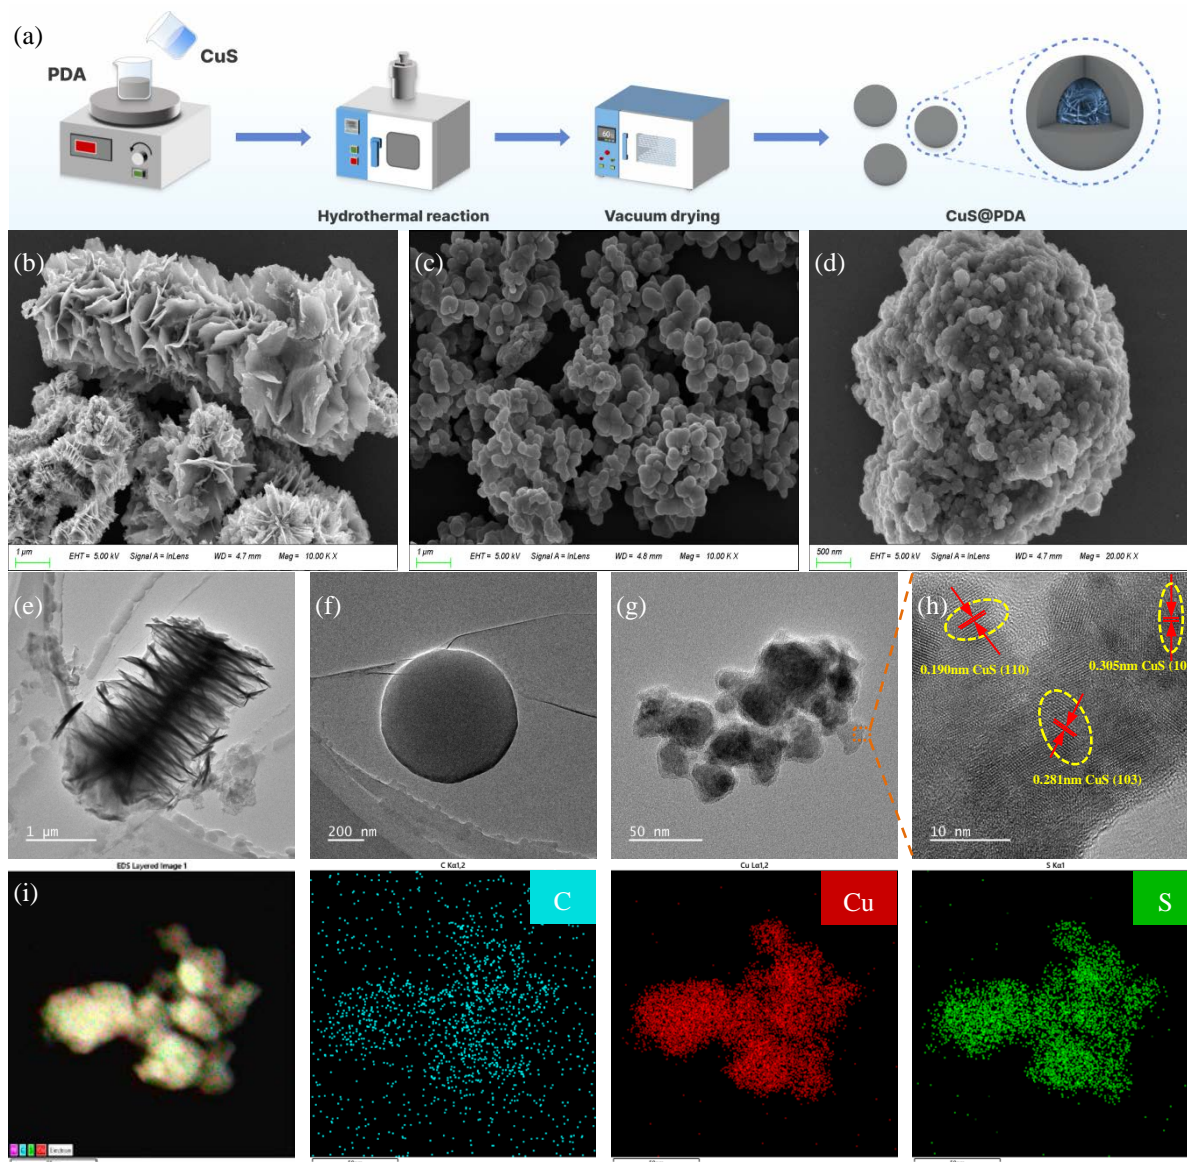 (a)
CuS
PDA
60
Hydrothermal reaction
Vacuum drying
CuS@PDA
(b)
1 µm
EHT = 5.00 kV
Signal A = InLens
WD = 4.7 mm
Mag = 10.00 K X
(c)
1 µm
EHT = 5.00 kV
Signal A = InLens
WD = 4.8 mm
Mag = 10.00 K X
(d)
500 nm
EHT = 5.00 kV
Signal A = InLens
WD = 4.7 mm
Mag = 20.00 K X
(e)
1 µm
(f)
200 nm
(g)
50 nm
(h)
0.190nm CuS (110)
0.305nm CuS (10
0.281nm CuS (103)
10 nm
EDS Layered Image 1
(i)
Electron
C Kα1,2
C
Cu Lα1,2
Cu
S Kα1
S